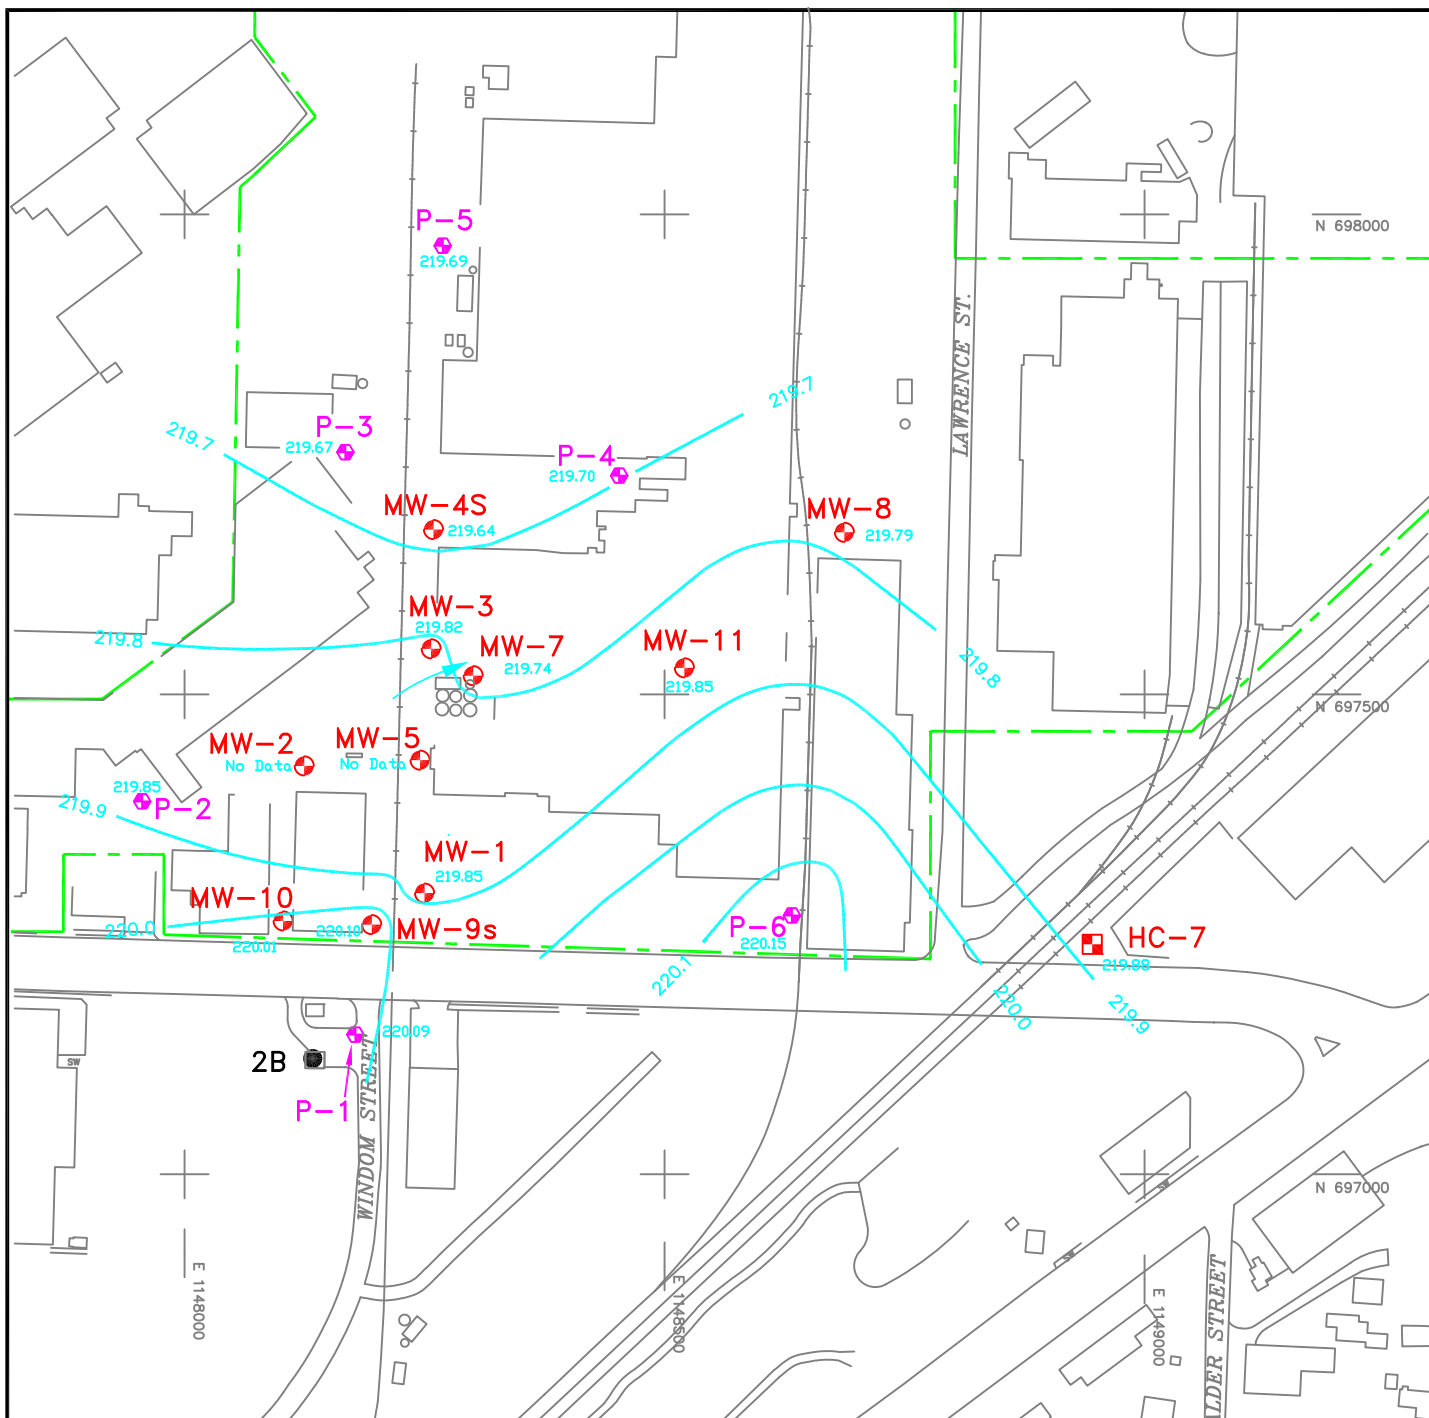 P-5
219.69
N 698000
LAWRENCE ST.
219.7
P-3
219.67
219.7
P-4
219.70
MW-4S
219.64
MW-8
219.79
MW-3
219.82
219.8
MW-7
219.74
MW-11
219.85
219.8
N 697500
MW-2
No Data
MW-5
No Data
219.85
P-2
219.9
MW-1
219.85
MW-10
220.01
220.0
220.10
MW-9s
P-6
220.15
HC-7
219.88
220.1
220.0
219.9
220.09
2B
SW
P-1
WINDOM STREET
N 697000
SW
SW
E 1148000
E 1148500
E 1149000
LDER STREET